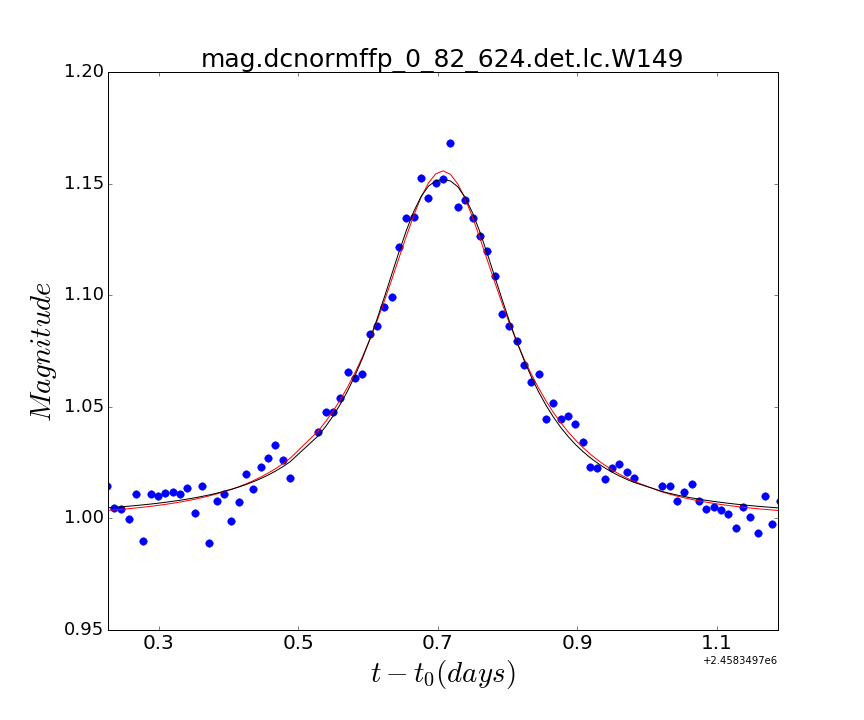 mag.dcnormffp_0_82_624.det.lc.W149
1.20
1.15
1.10
1.05
1.00
0.95
Magnitude
0.3 0.5 0.7 0.9 1.1
+2.4583497e6
t − t₀(days)